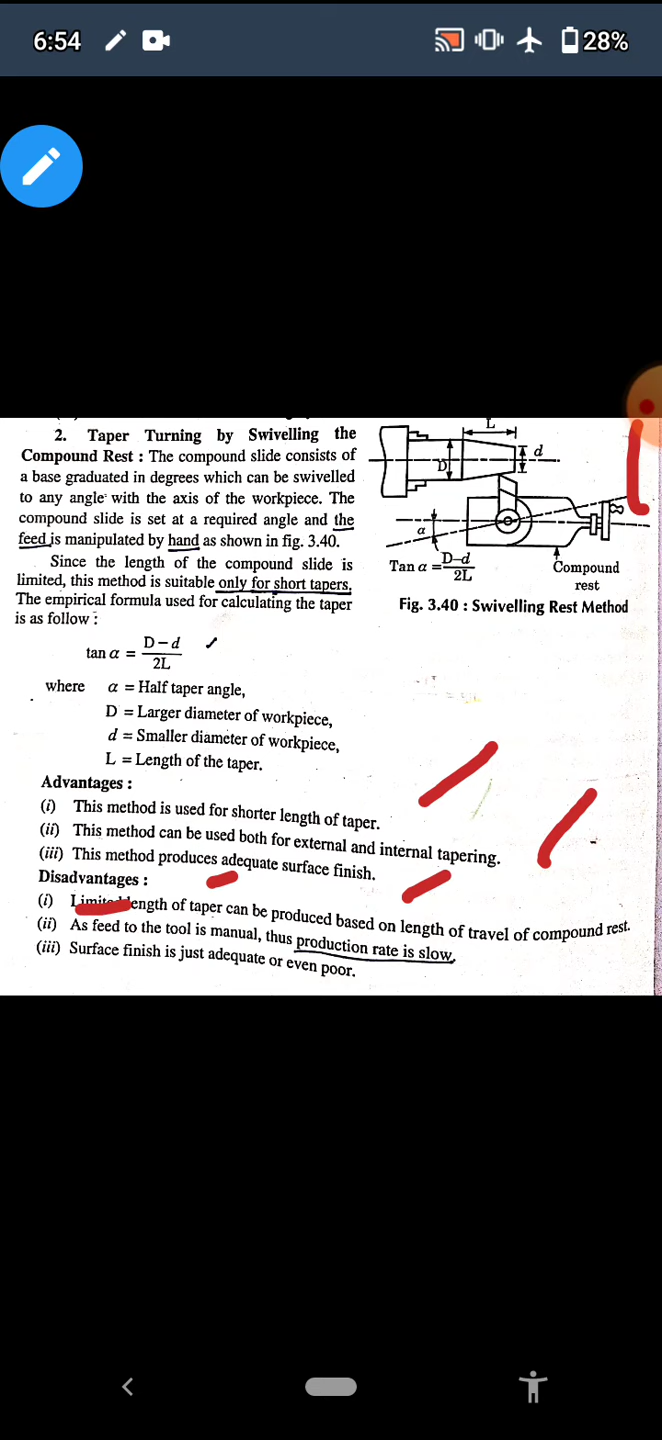 6:54
28%
2. Taper Turning by Swivelling the
Compound Rest : The compound slide consists of
a base graduated in degrees which can be swivelled
to any angle with the axis of the workpiece. The
compound slide is set at a required angle and the
feed is manipulated by hand as shown in fig. 3.40.
Since the length of the compound slide is
limited, this method is suitable only for short tapers.
The empirical formula used for calculating the taper
is as follow :
tan α = D – d / 2L
where α = Half taper angle,
D = Larger diameter of workpiece,
d = Smaller diameter of workpiece,
L = Length of the taper.
L
D
d
α
Tan α = D–d / 2L
Compound
rest
Fig. 3.40 : Swivelling Rest Method
Advantages :
(i) This method is used for shorter length of taper.
(ii) This method can be used both for external and internal tapering.
(iii) This method produces adequate surface finish.
Disadvantages :
(i) Limited length of taper can be produced based on length of travel of compound rest.
(ii) As feed to the tool is manual, thus production rate is slow.
(iii) Surface finish is just adequate or even poor.